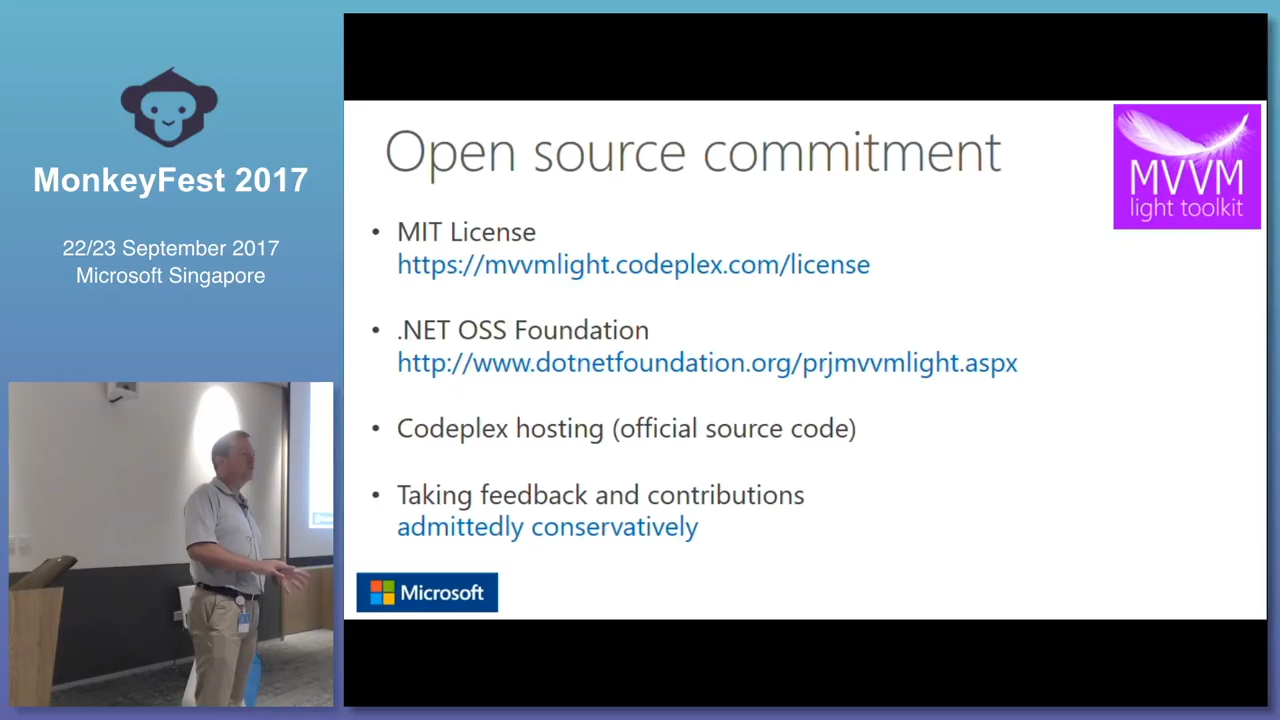 MonkeyFest 2017
22/23 September 2017
Microsoft Singapore
Open source commitment
MVVM
light toolkit
• MIT License
https://mvvmlight.codeplex.com/license
• .NET OSS Foundation
http://www.dotnetfoundation.org/prjmvvmlight.aspx
• Codeplex hosting (official source code)
• Taking feedback and contributions
admittedly conservatively
Microsoft